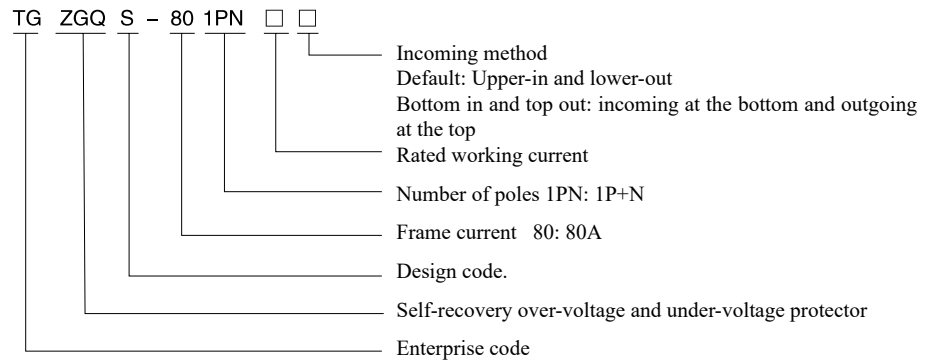 TG ZGQ S - 80 1PN □ □
Incoming method
Default: Upper-in and lower-out
Bottom in and top out: incoming at the bottom and outgoing
at the top
Rated working current
Number of poles 1PN: 1P+N
Frame current 80: 80A
Design code.
Self-recovery over-voltage and under-voltage protector
Enterprise code